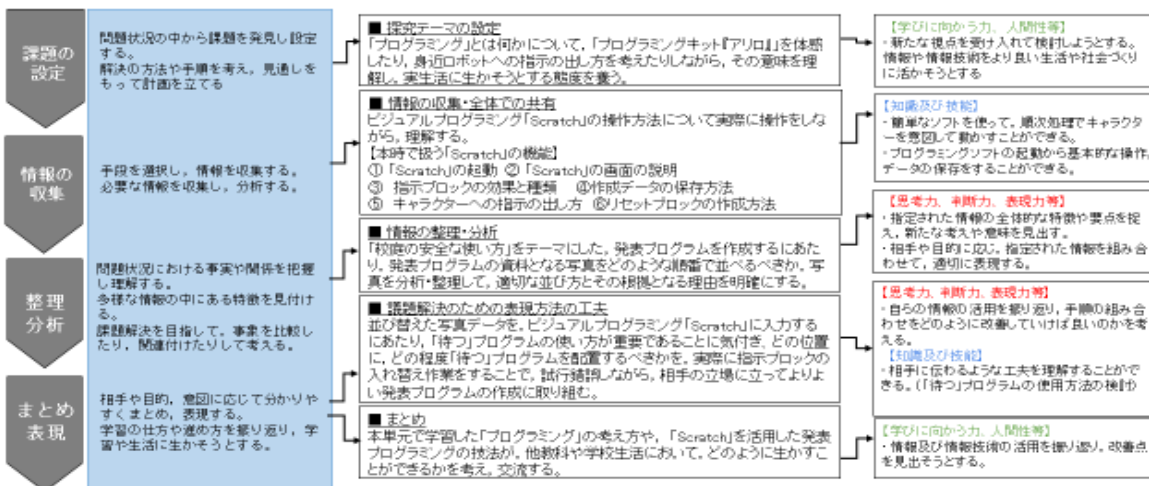 課題の
設定
情報の
収集
整理
分析
まとめ
表現
問題状況の中から課題を発見し設定
する。
解決の方法や手順を考え，見通しを
もって計画を立てる
手段を選択し，情報を収集する。
必要な情報を収集し，分析する。
問題状況における事実や関係を把握
し理解する。
多様な情報の中にある特徴を見付け
る。
課題解決を目指して，事象を比較し
たり，関連付けたりして考える。
相手や目的，意図に応じて分かりや
すくまとめ，表現する。
学習の仕方や進め方を振り返り，学
習や生活に生かそうとする。
■ 探究テーマの設定
「プログラミング」とは何かについて，「プログラミングキット『アリロ』」を体感
したり，身近ロボットへの指示の出し方を考えたりしながら，その意味を理
解し，実生活に生かそうとする態度を養う。
■ 情報の収集・全体での共有
ビジュアルプログラミング「Scratch」の操作方法について実際に操作をしな
がら，理解する。
【本時で扱う「Scratch」の機能】
① 「Scratch」の起動 ② 「Scratch」の画面の説明
③ 指示ブロックの効果と種類 ④作成データの保存方法
⑤ キャラクターへの指示の出し方 ⑥リセットブロックの作成方法
■ 情報の整理・分析
「校庭の安全な使い方」をテーマにした，発表プログラムを作成するにあた
り，発表プログラムの資料となる写真をどのような順番で並べるべきか，写
真を分析・整理して，適切な並び方とその根拠となる理由を明確にする。
■ 議題解決のための表現方法の工夫
並び替えた写真データを，ビジュアルプログラミング「Scratch」に入力する
にあたり，「待つ」プログラムの使い方が重要であることに気付き，どの位置
に，どの程度「待つ」プログラムを配置するべきかを，実際に指示ブロックの
入れ替え作業をすることで，試行錯誤しながら，相手の立場に立ってよりよ
い発表プログラムの作成に取り組む。
■ まとめ
本単元で学習した「プログラミング」の考え方や，「Scratch」を活用した発表
プログラミングの技法が，他教科や学校生活において，どのように生かすこ
とができるかを考え，交流する。
【学びに向かう力、人間性等】
・新たな視点を受け入れて検討しようとする。
情報や情報技術をより良い生活や社会づくり
に活かそうとする
【知識及び技能】
・簡単なソフトを使って，順次処理でキャラクタ
ーを意図して動かすことができる。
・プログラミングソフトの起動から基本的な操作，
データの保存をすることができる。
【思考力、判断力、表現力等】
・指定された情報の全体的な特徴や要点を捉
え，新たな考えや意味を見出す。
・相手や目的に応じ，指定された情報を組み合
わせて，適切に表現する。
【思考力、判断力、表現力等】
・自らの情報の活用を振り返り，手順の組み合
わせをどのように改善していけば良いのかを考
える。
【知識及び技能】
・相手に伝わるような工夫を理解することがで
きる。（「待つ」プログラムの使用方法の検討）
【学びに向かう力、人間性等】
・情報及び情報技術の活用を振り返り，改善点
を見出そうとする。